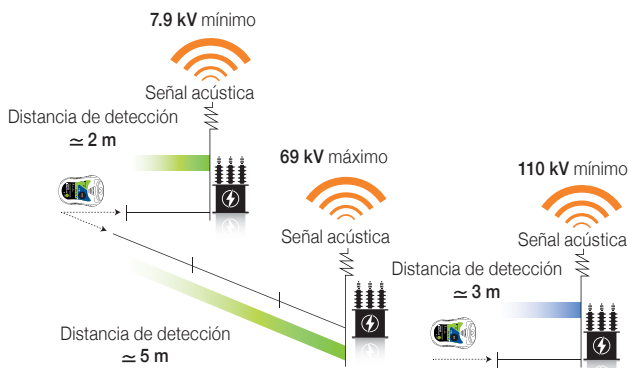 7.9 kV mínimo
Señal acústica
Distancia de detección
≃ 2 m
69 kV máximo
Señal acústica
Distancia de detección
≃ 5 m
110 kV mínimo
Señal acústica
Distancia de detección
≃ 3 m